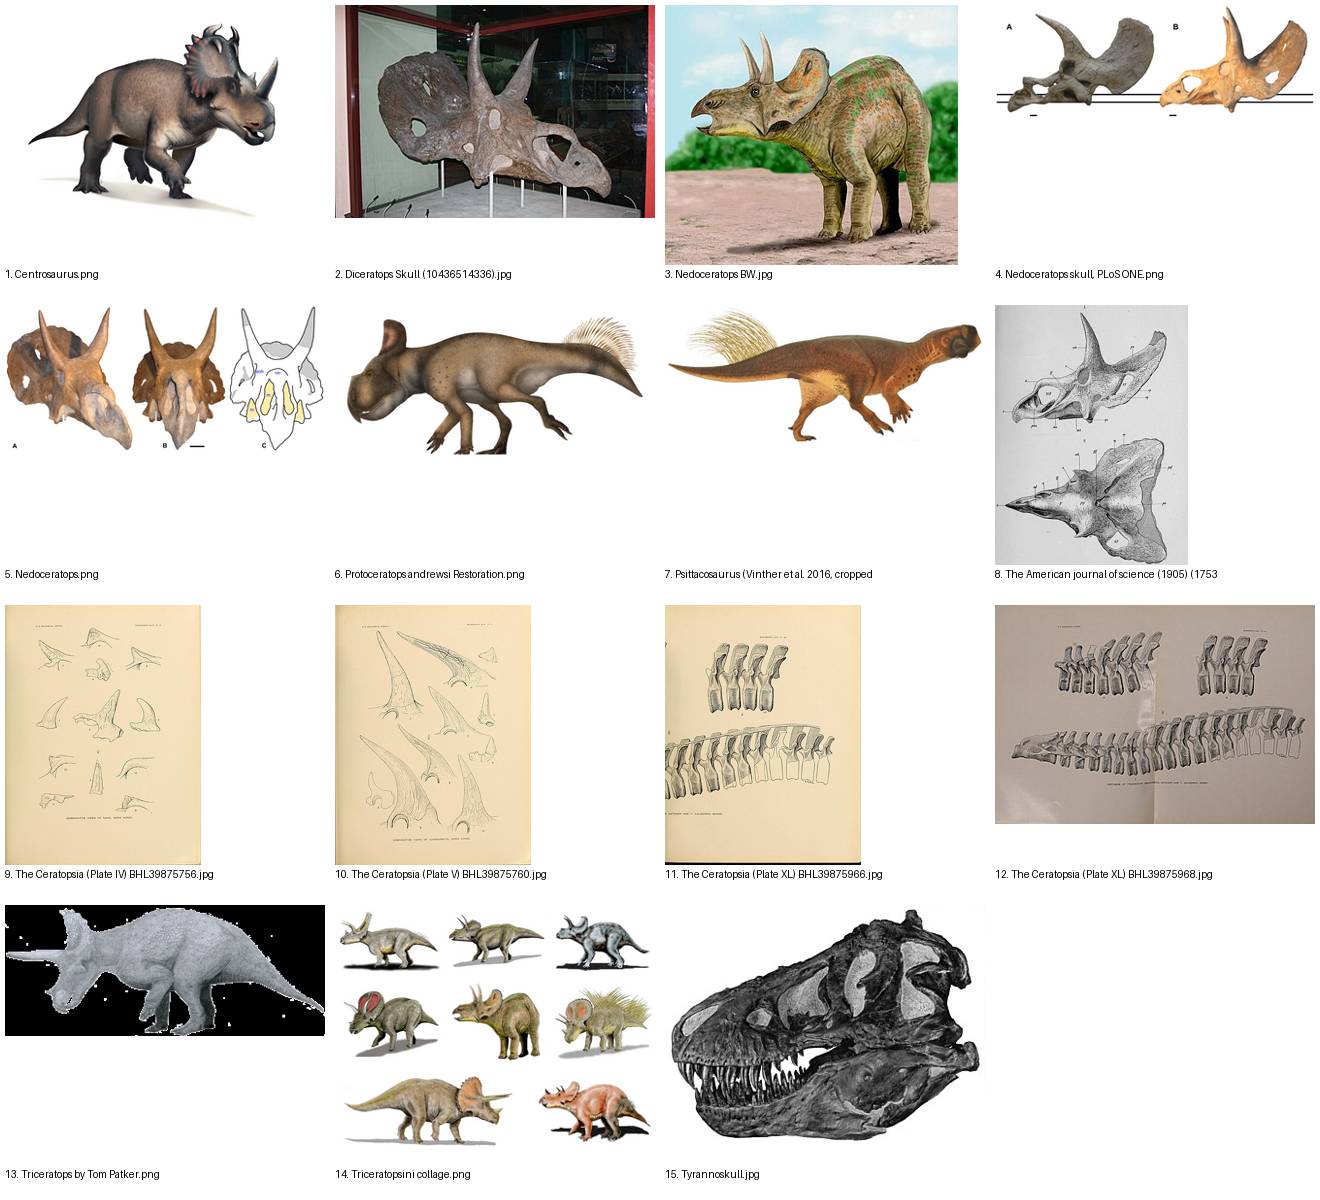 A
B
1. Centrosaurus.png
2. Diceratops Skull (10436514336).jpg
3. Nedoceratops BW.jpg
4. Nedoceratops skull, PLoS ONE.png
A
B
C
5. Nedoceratops.png
6. Protoceratops andrewsi Restoration.png
7. Psittacosaurus (Vinther et al. 2016, cropped
8. The American journal of science (1905) (1753
9. The Ceratopsia (Plate IV) BHL39875756.jpg
10. The Ceratopsia (Plate V) BHL39875760.jpg
11. The Ceratopsia (Plate XL) BHL39875966.jpg
12. The Ceratopsia (Plate XL) BHL39875968.jpg
13. Triceratops by Tom Patker.png
14. Triceratopsini collage.png
15. Tyrannoskull.jpg